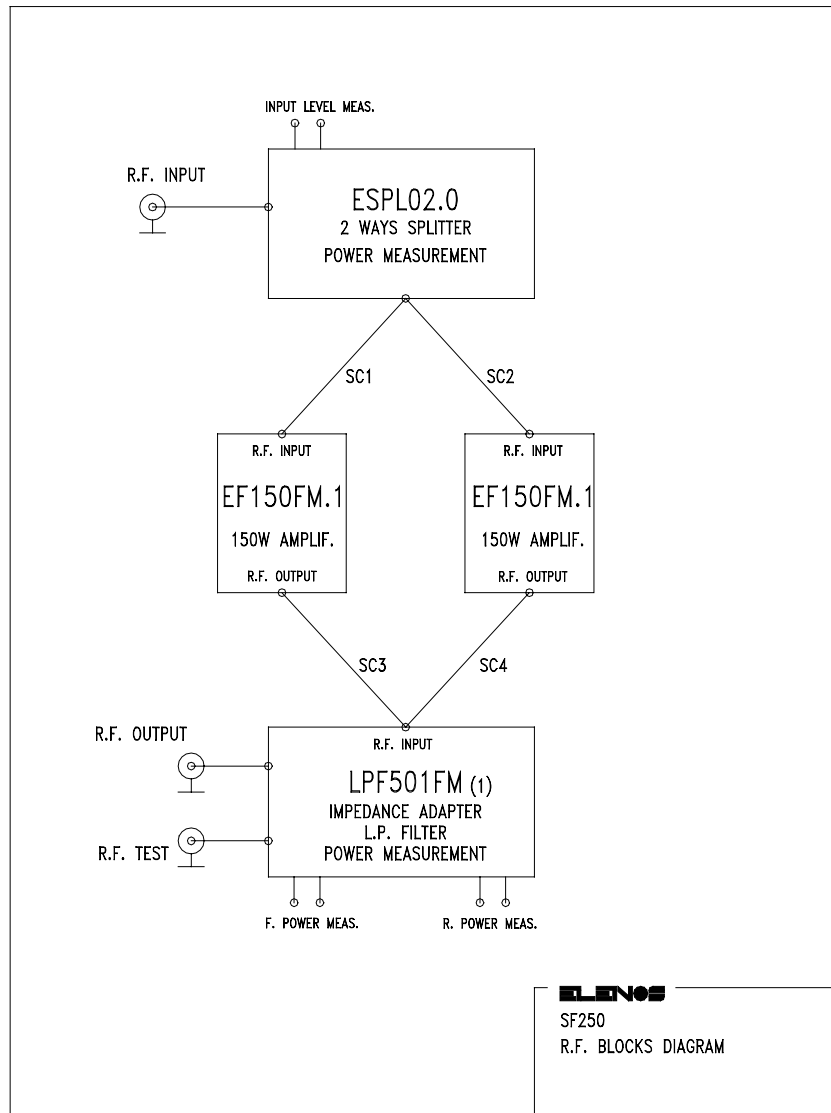 INPUT LEVEL MEAS.
R.F. INPUT
ESPL02.0
2 WAYS SPLITTER
POWER MEASUREMENT
SC1
SC2
R.F. INPUT
EF150FM.1
150W AMPLIF.
R.F. OUTPUT
R.F. INPUT
EF150FM.1
150W AMPLIF.
R.F. OUTPUT
SC3
SC4
R.F. OUTPUT
R.F. TEST
R.F. INPUT
LPF501FM (1)
IMPEDANCE ADAPTER
L.P. FILTER
POWER MEASUREMENT
F. POWER MEAS.
R. POWER MEAS.
ELENOS
SF250
R.F. BLOCKS DIAGRAM